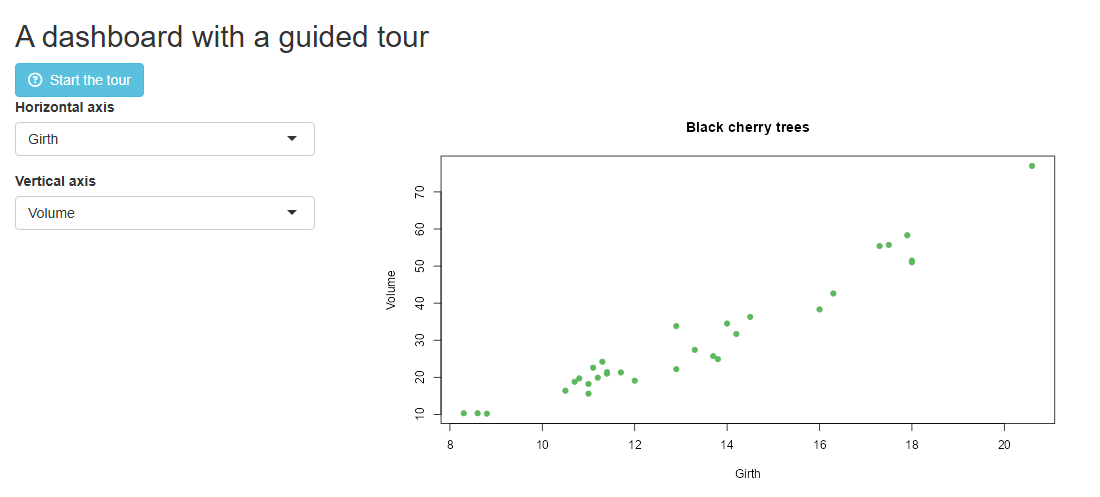 A dashboard with a guided tour
Start the tour
Horizontal axis
Girth
Vertical axis
Volume
Black cherry trees
Volume
70
60
50
40
30
20
10
8 10 12 14 16 18 20
Girth